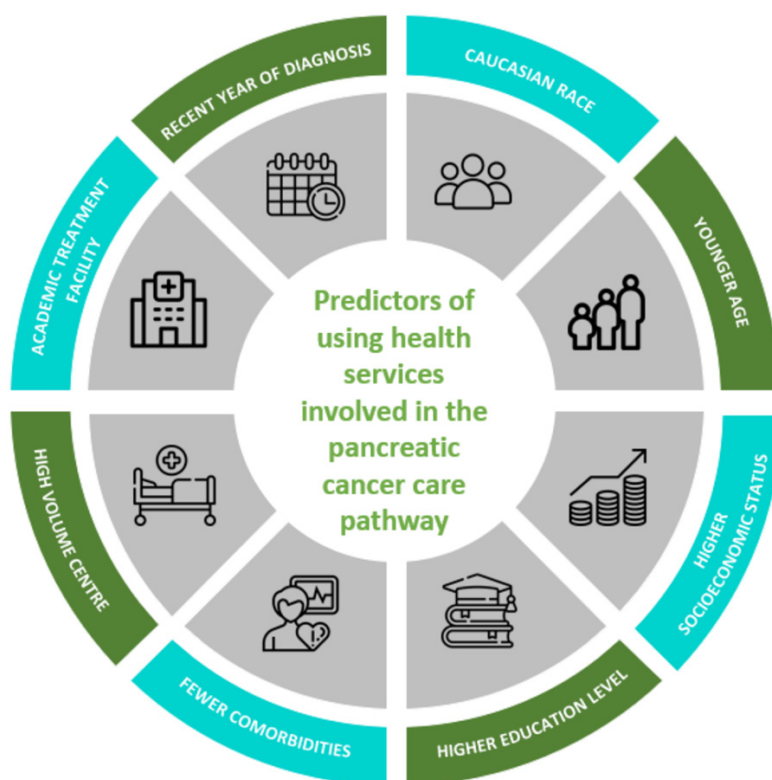 RECENT YEAR OF DIAGNOSIS
CAUCASIAN RACE
YOUNGER AGE
HIGHER
SOCIOECONOMIC STATUS
HIGHER EDUCATION LEVEL
FEWER COMORBIDITIES
HIGH VOLUME CENTRE
ACADEMIC TREATMENT
FACILITY
Predictors of
using health
services
involved in the
pancreatic
cancer care
pathway